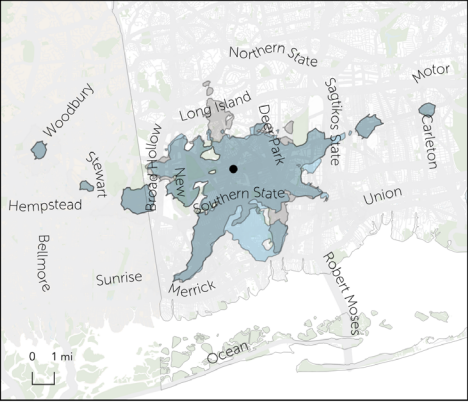 Northern State
Motor
Woodbury
Long Island
Sagtikos State
Deer Park
Carleton
Broad Hollow
Stewart
New
Hempstead
Southern State
Union
Bellmore
Sunrise
Merrick
Robert Moses
Ocean
0 1 mi